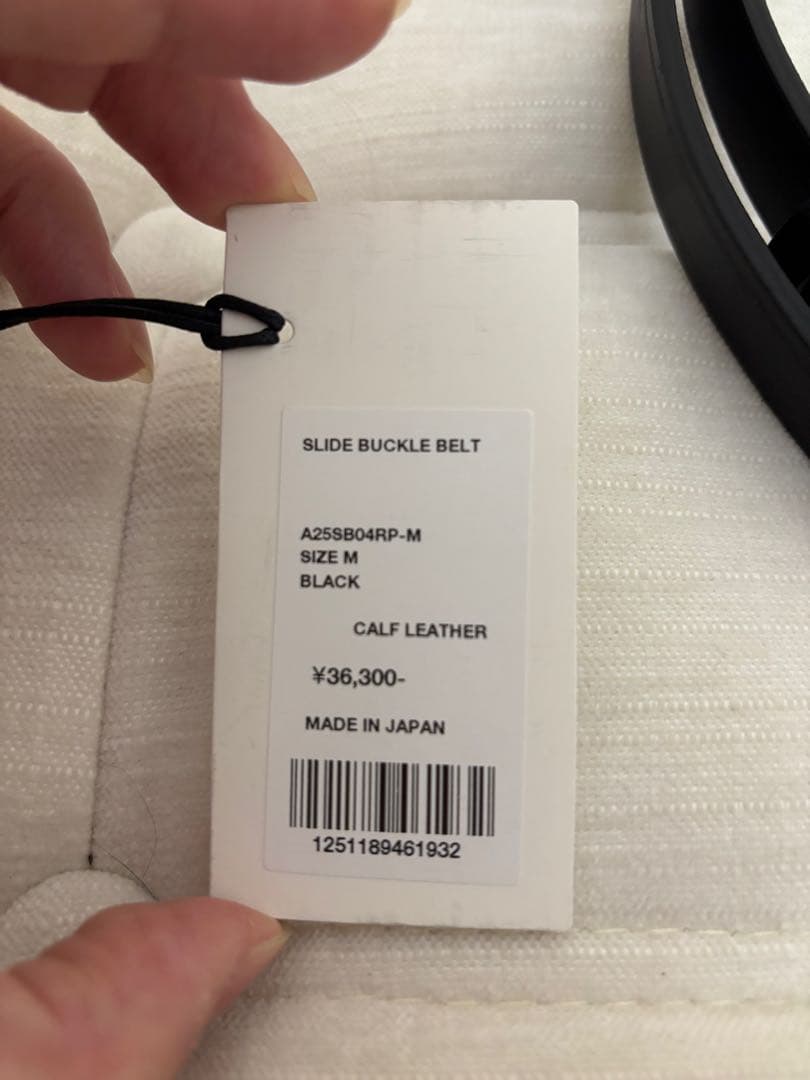 SLIDE BUCKLE BELT
A25SB04RP-M
SIZE M
BLACK
CALF LEATHER
¥36,300-
MADE IN JAPAN
1251189461932